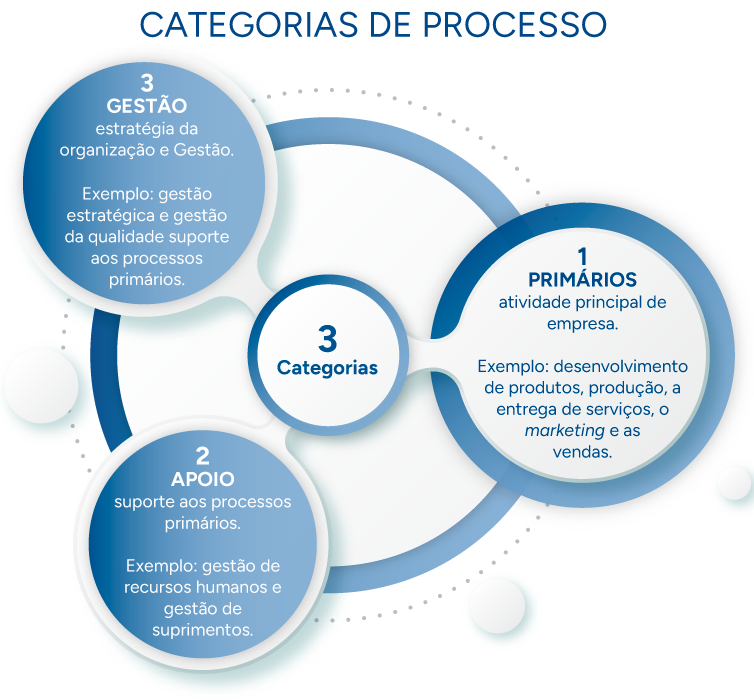 CATEGORIAS DE PROCESSO
3
GESTÃO
estratégia da
organização e Gestão.
Exemplo: gestão
estratégica e gestão
da qualidade suporte
aos processos
primários.
1
PRIMÁRIOS
atividade principal de
empresa.
Exemplo: desenvolvimento
de produtos, produção, a
entrega de serviços, o
marketing e as
vendas.
3
Categorias
2
APOIO
suporte aos processos
primários.
Exemplo: gestão de
recursos humanos e
gestão de
suprimentos.